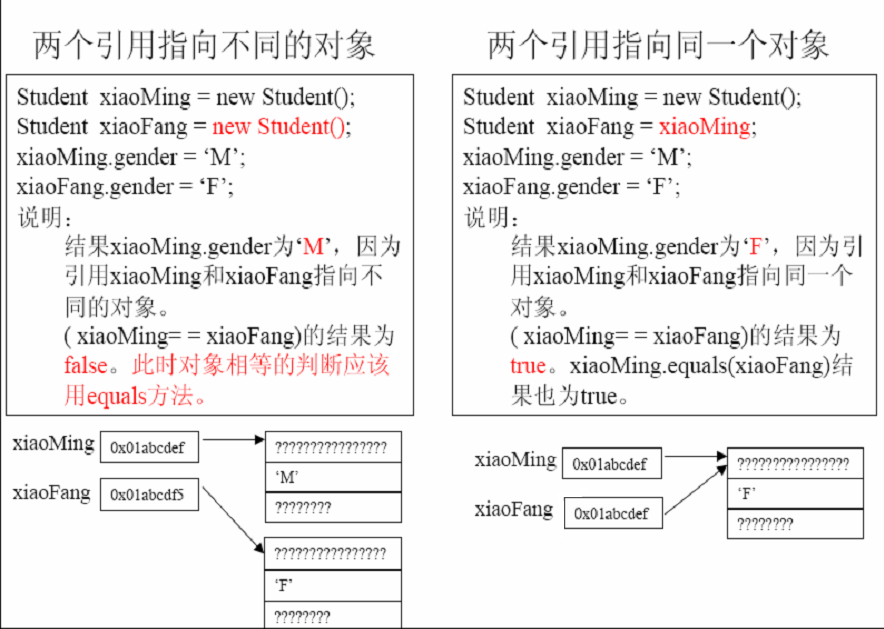 两个引用指向不同的对象
Student xiaoMing = new Student();
Student xiaoFang = new Student();
xiaoMing.gender = ‘M’;
xiaoFang.gender = ‘F’;
说明：
结果xiaoMing.gender为‘M’，因为
引用xiaoMing和xiaoFang指向不
同的对象。
( xiaoMing= = xiaoFang)的结果为
false。此时对象相等的判断应该
用equals方法。
xiaoMing
0x01abcdef
????????????????
‘M’
????????
xiaoFang
0x01abcdf5
????????????????
‘F’
????????
两个引用指向同一个对象
Student xiaoMing = new Student();
Student xiaoFang = xiaoMing;
xiaoMing.gender = ‘M’;
xiaoFang.gender = ‘F’;
说明：
结果xiaoMing.gender为‘F’，因为引
用xiaoMing和xiaoFang指向同一个
对象。
( xiaoMing= = xiaoFang)的结果为
true。xiaoMing.equals(xiaoFang)结
果也为true。
xiaoMing
0x01abcdef
????????????????
‘F’
????????
xiaoFang
0x01abcdef